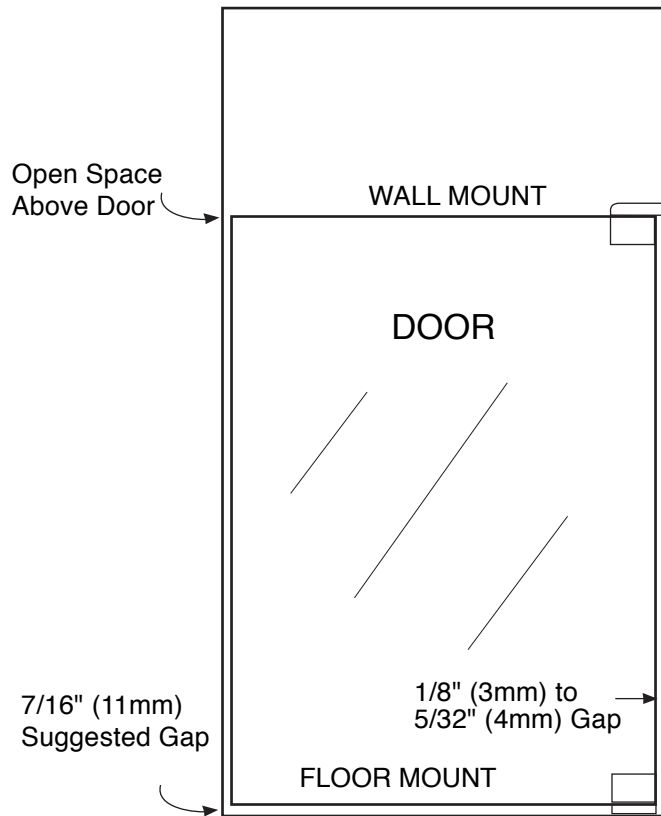 Open Space
Above Door
WALL MOUNT
DOOR
7/16" (11mm)
Suggested Gap
1/8" (3mm) to
5/32" (4mm) Gap
FLOOR MOUNT